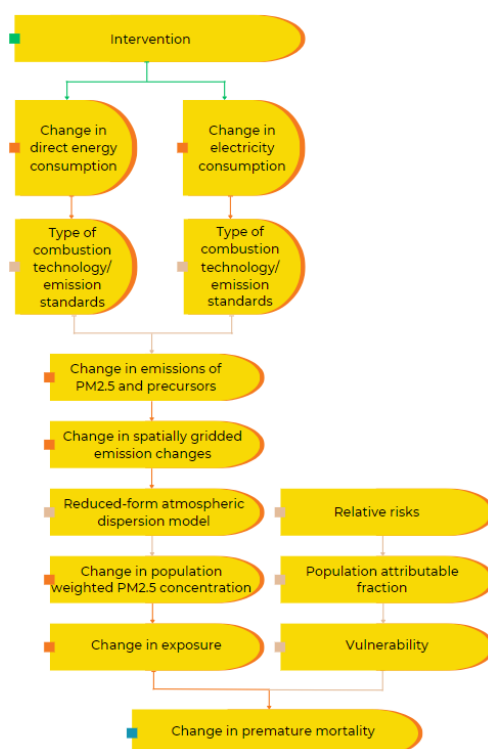 Intervention
Change in
direct energy
consumption
Change in
electricity
consumption
Type of
combustion
technology/
emission
standards
Type of
combustion
technology/
emission
standards
Change in emissions of
PM2.5 and precursors
Change in spatially gridded
emission changes
Reduced-form atmospheric
dispersion model
Relative risks
Change in population
weighted PM2.5 concentration
Population attributable
fraction
Change in exposure
Vulnerability
Change in premature mortality